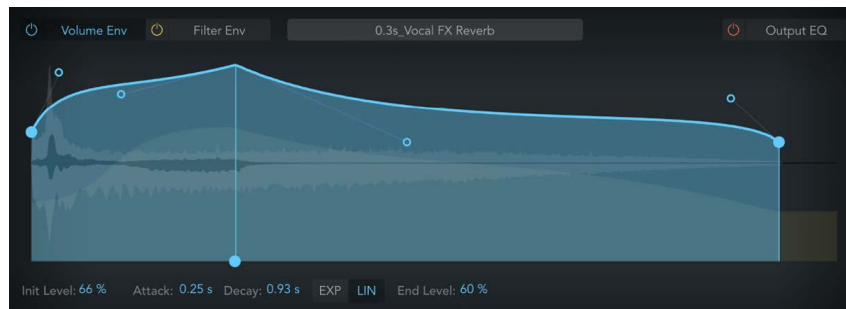 Volume Env Filter Env 0.3s_Vocal FX Reverb Output EQ
Init Level: 66 % Attack: 0.25 s Decay: 0.93 s EXP LIN End Level: 60 %